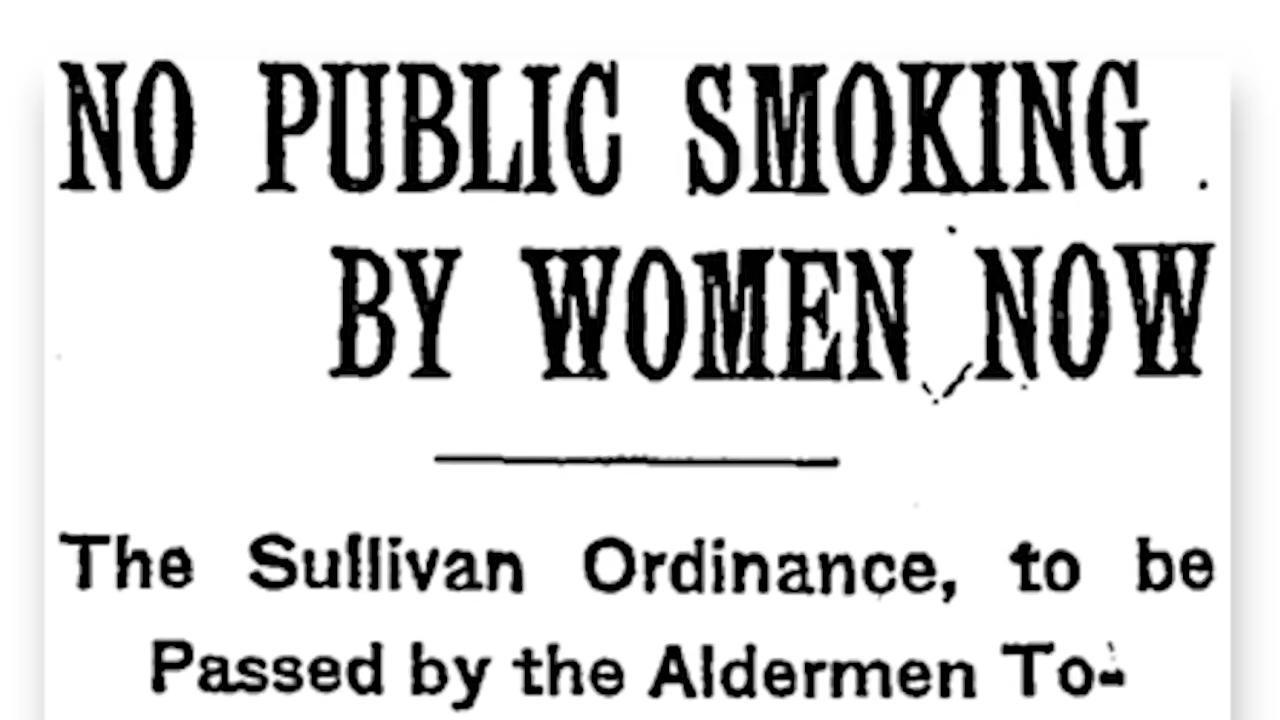 NO PUBLIC SMOKING
BY WOMEN NOW
The Sullivan Ordinance, to be
Passed by the Aldermen To-